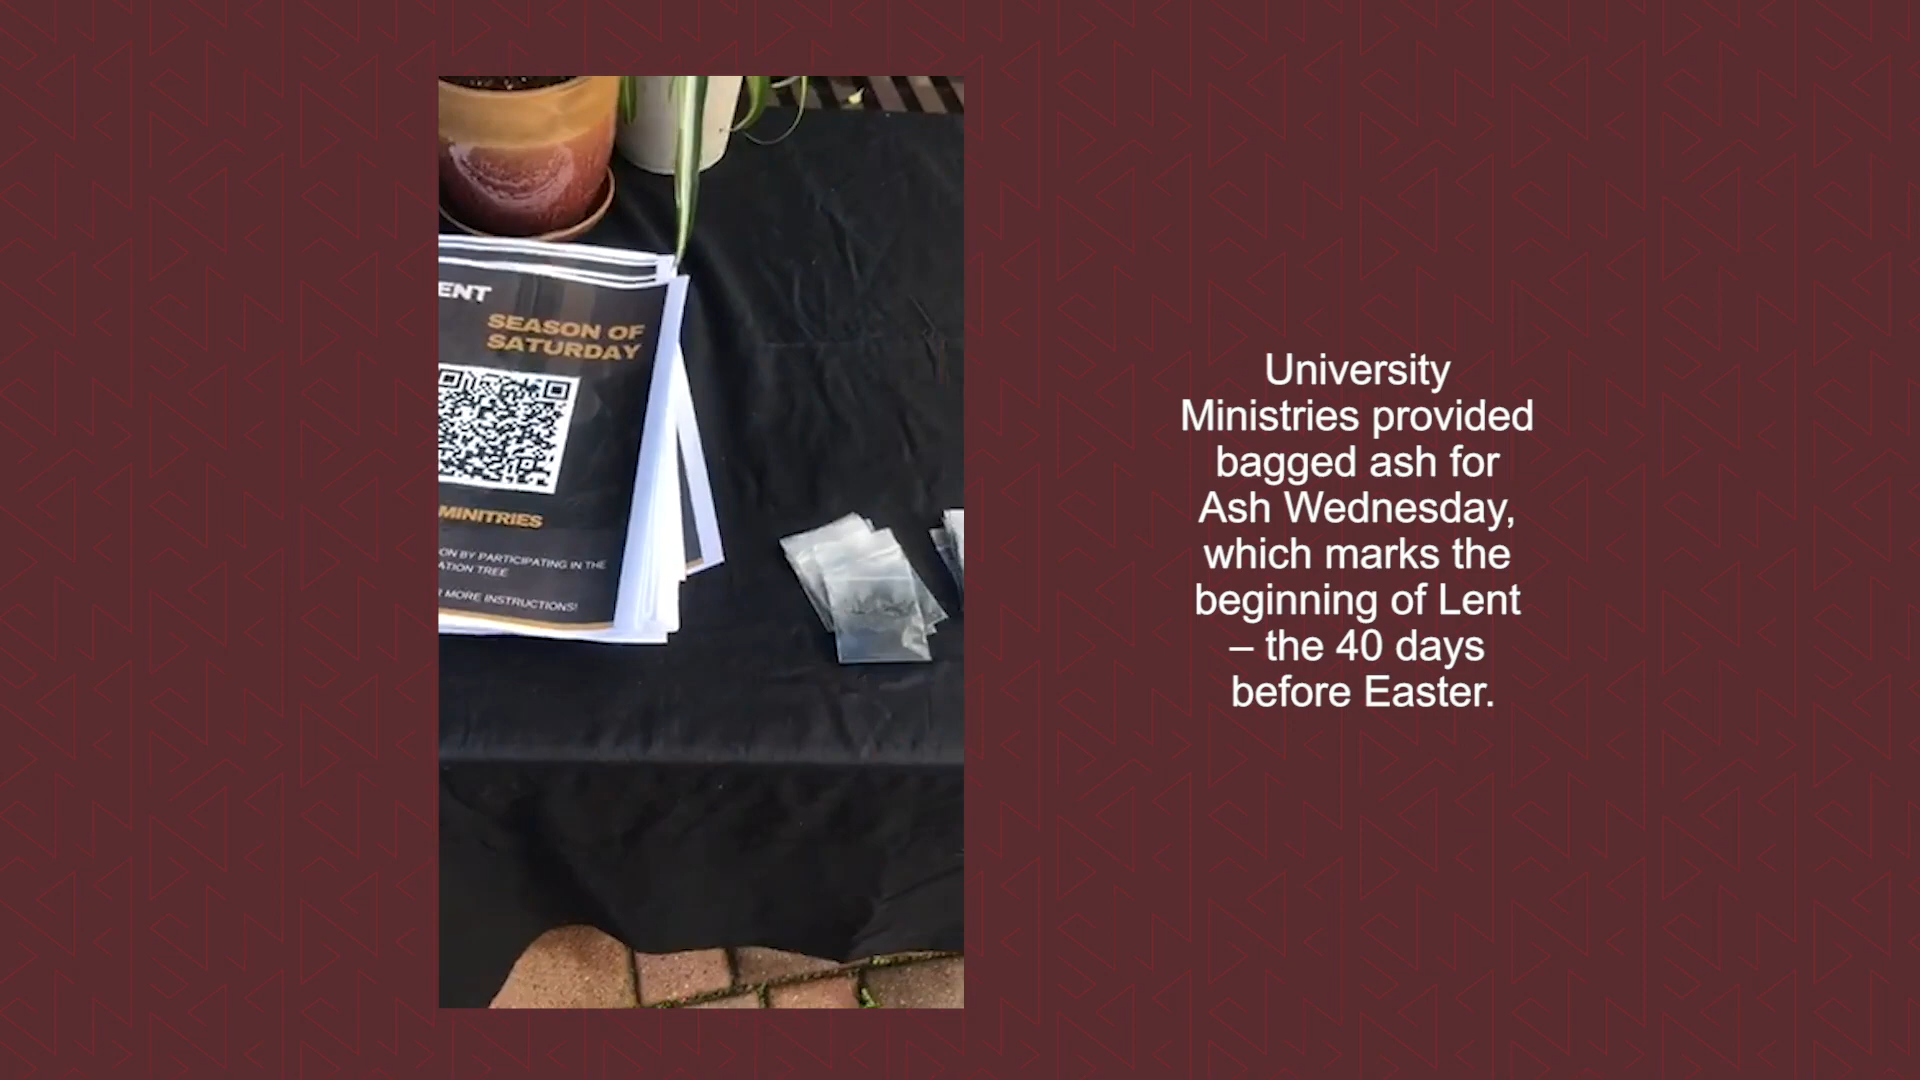 ENT
SEASON OF
SATURDAY
MINITRIES
ON BY PARTICIPATING IN THE
ATION TREE
MORE INSTRUCTIONS!
University
Ministries provided
bagged ash for
Ash Wednesday,
which marks the
beginning of Lent
– the 40 days
before Easter.